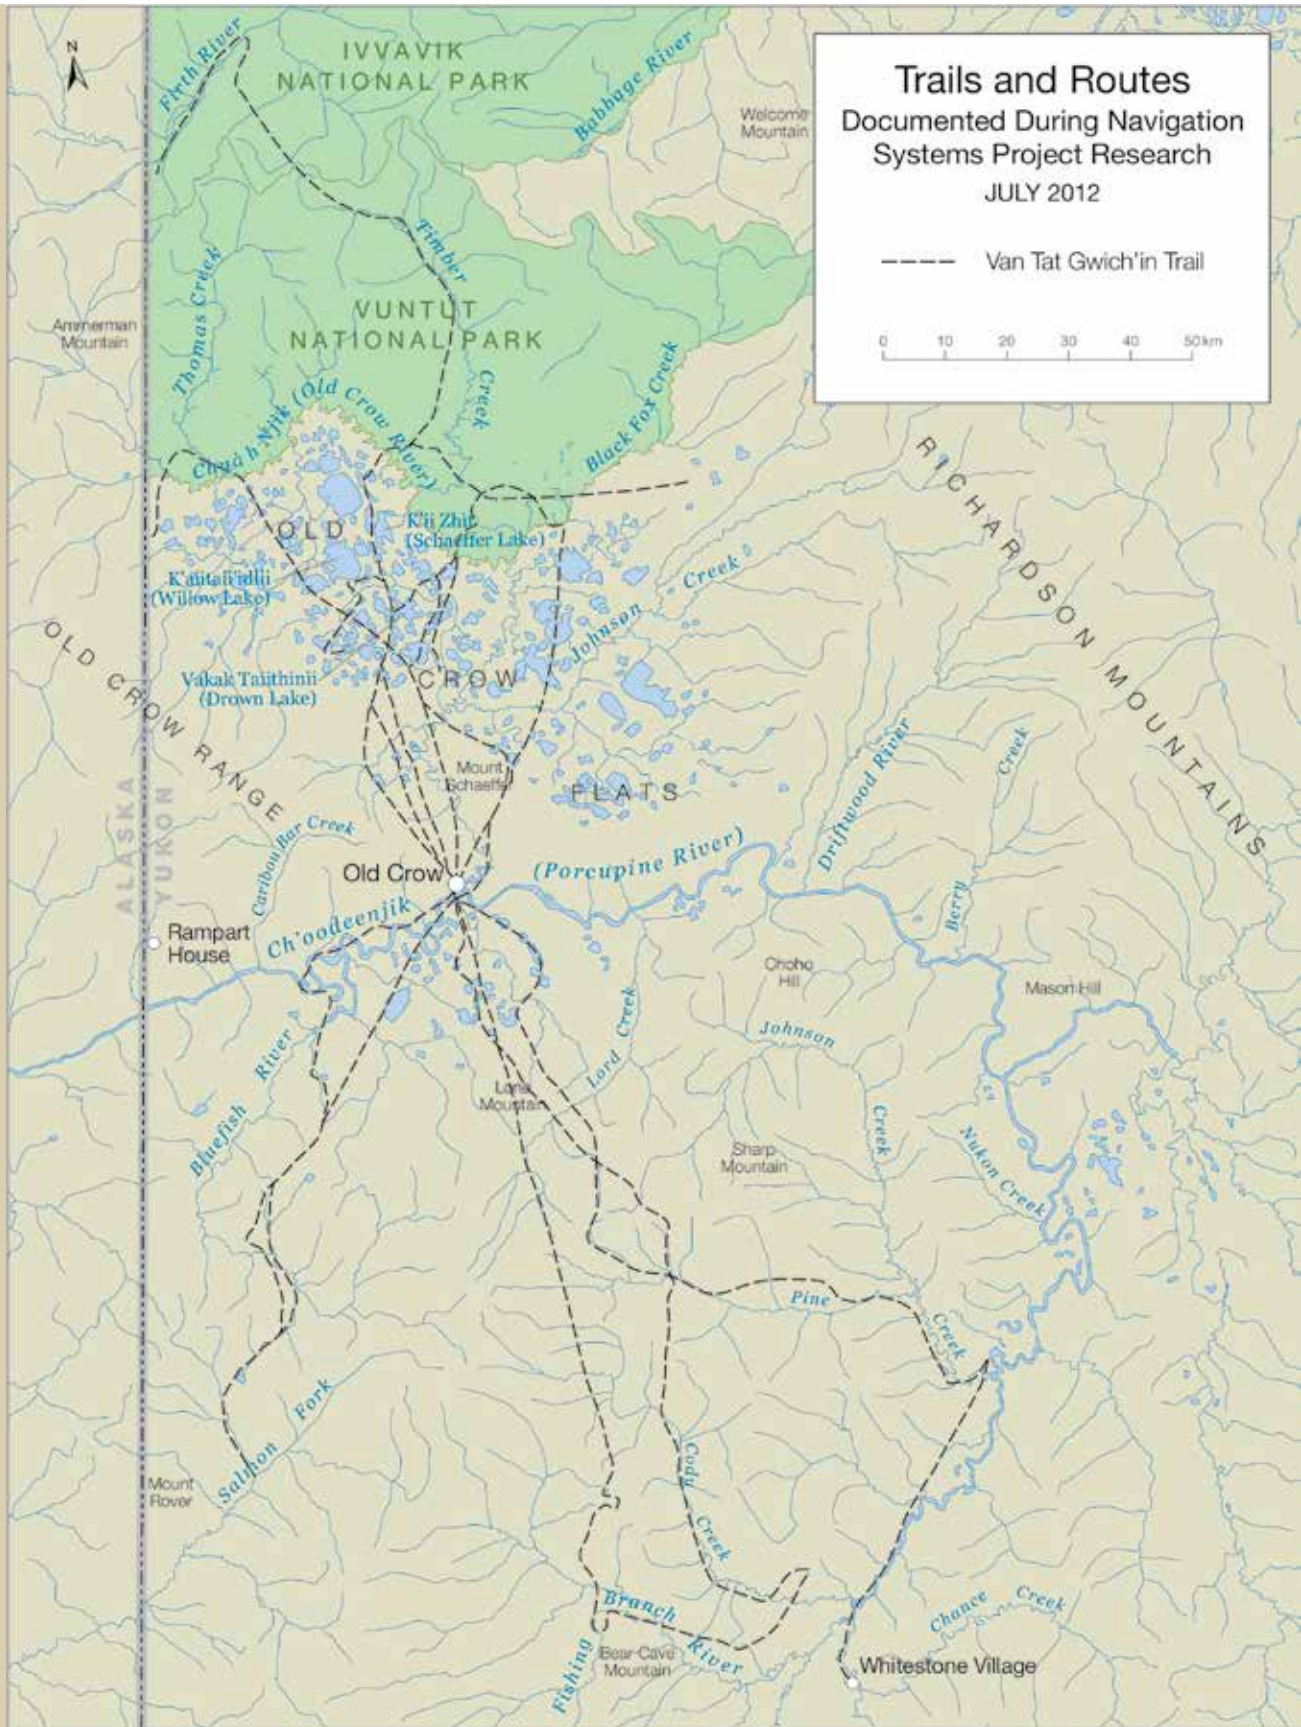 Trails and Routes
Documented During Navigation
Systems Project Research
JULY 2012
Van Tat Gwich'in Trail
0 10 20 30 40 50 km
N
Firth River
IVVAVIK
NATIONAL PARK
Babbage River
Welcome
Mountain
Timber
Creek
Thomas Creek
VUNTUT
NATIONAL PARK
Ammerman
Mountain
Black Fox Creek
(Old Crow River)
RICHARDSON MOUNTAINS
OLD
CROW
FLATS
K'ii Zhit
(Schaeffer Lake)
(Willow Lake)
Johnson Creek
OLD CROW RANGE
(Drown Lake)
Mount
Schaeffer
Driftwood River
Berry Creek
ALASKA
YUKON
Caribou Bar Creek
Old Crow
(Porcupine River)
Ch'oodeenjik
Rampart
House
Choho
Hill
Mason Hill
Lord Creek
Johnson
Creek
Bluefish River
Lone
Mountain
Sharp
Mountain
Nukon Creek
Pine
Creek
Salmon Fork
Mount
Rover
Cody Creek
Fishing
Branch
River
Bear Cave
Mountain
Chance Creek
Whitestone Village